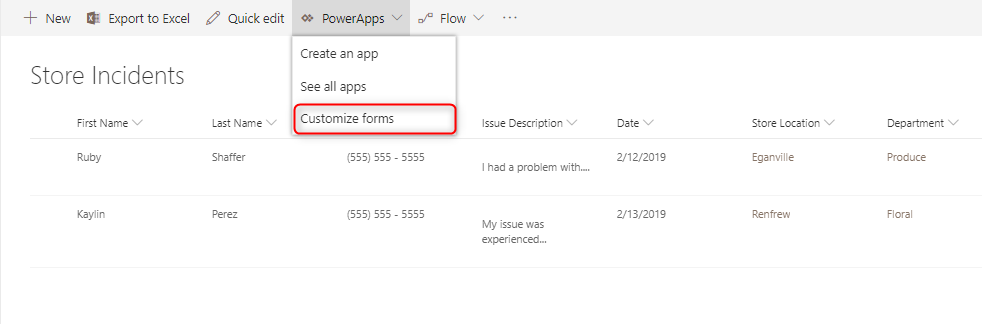 New Export to Excel Quick edit PowerApps Flow ...
Create an app
See all apps
Customize forms
Store Incidents
First Name Last Name Issue Description Date Store Location Department
Ruby Shaffer (555) 555 - 5555 I had a problem with.... 2/12/2019 Eganville Produce
Kaylin Perez (555) 555 - 5555 My issue was 2/13/2019 Renfrew Floral
experienced...